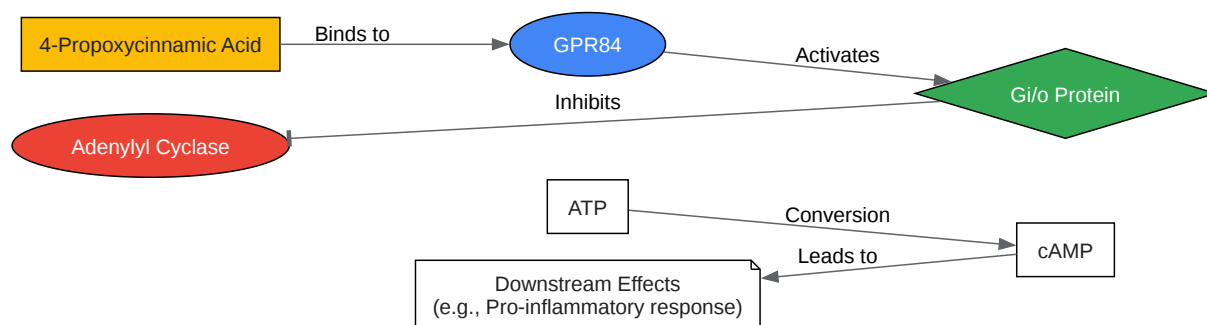 4-Propoxycinnamic Acid
Binds to
GPR84
Activates
Gi/o Protein
Inhibits
Adenylyl Cyclase
ATP
Conversion
cAMP
Leads to
Downstream Effects
(e.g., Pro-inflammatory response)